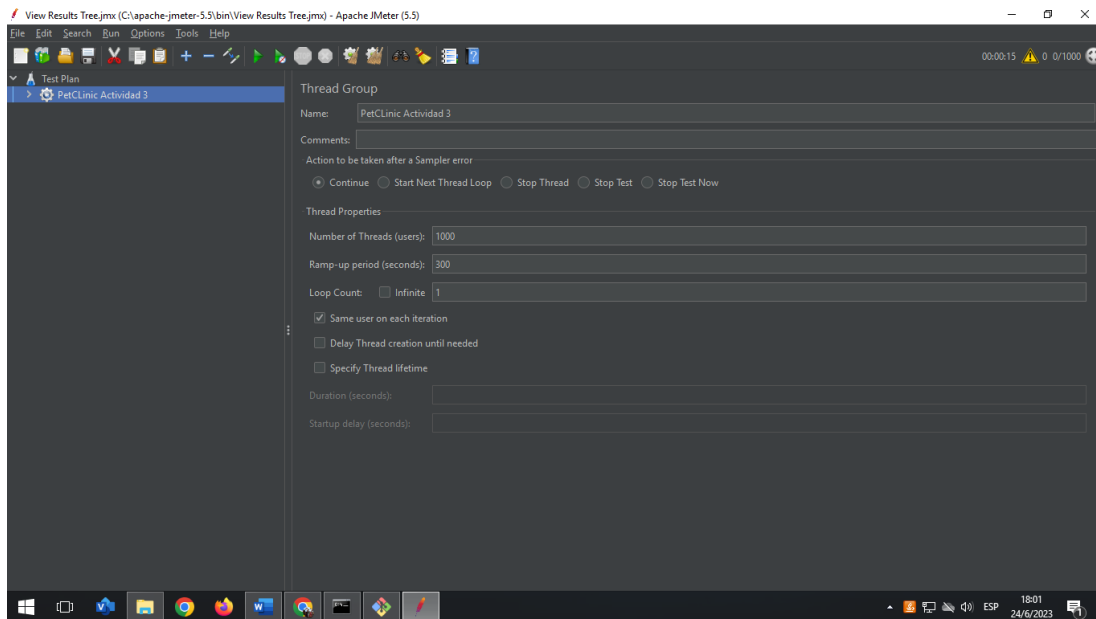 View Results Tree.jmx (C:\apache-jmeter-5.5\bin\View Results Tree.jmx) - Apache JMeter (5.5)
File Edit Search Run Options Tools Help
00:00:15 0 0/1000
Test Plan
PetCLinic Actividad 3
Thread Group
Name: PetCLinic Actividad 3
Comments:
Action to be taken after a Sampler error
Continue Start Next Thread Loop Stop Thread Stop Test Stop Test Now
Thread Properties
Number of Threads (users): 1000
Ramp-up period (seconds): 300
Loop Count: Infinite 1
Same user on each iteration
Delay Thread creation until needed
Specify Thread lifetime
Duration (seconds):
Startup delay (seconds):
ESP
18:01
24/6/2023